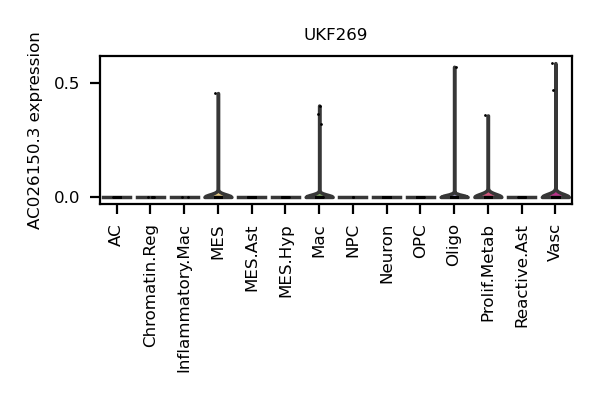 UKF269
AC026150.3 expression
0.5
0.0
AC
Chromatin.Reg
Inflammatory.Mac
MES
MES.Ast
MES.Hyp
Mac
NPC
Neuron
OPC
Oligo
Prolif.Metab
Reactive.Ast
Vasc